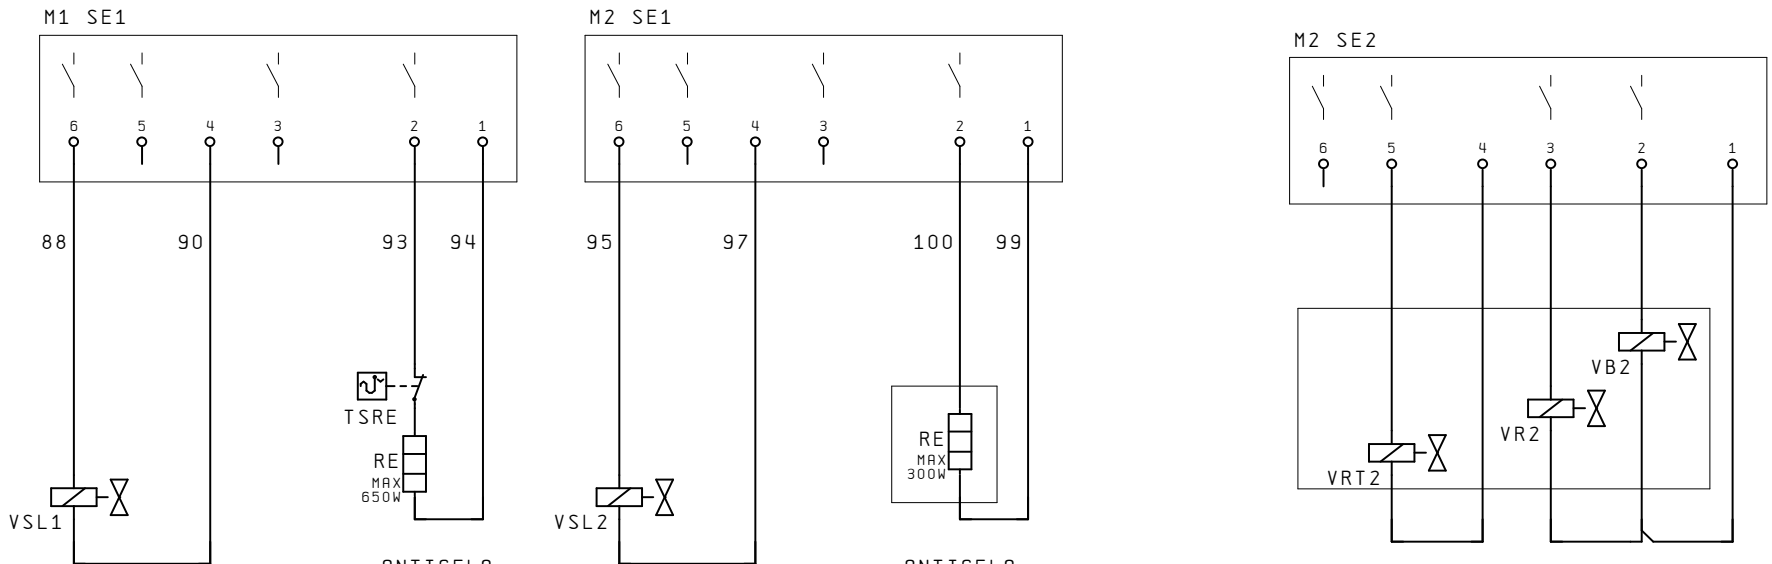 M1 SE1
6 5 4 3 2 1
88 90 93 94
TSRE
RE
MAX
650W
VSL1
M2 SE1
6 5 4 3 2 1
95 97 100 99
RE
MAX
300W
VSL2
M2 SE2
6 5 4 3 2 1
VB2
VR2
VRT2